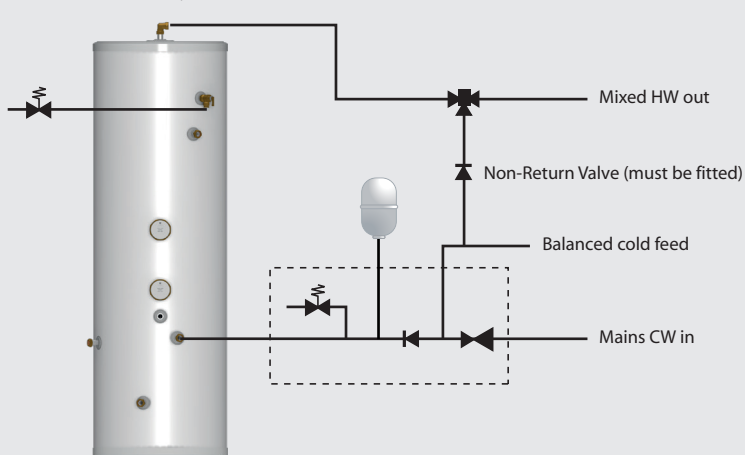 Mixed HW out
Non-Return Valve (must be fitted)
Balanced cold feed
Mains CW in